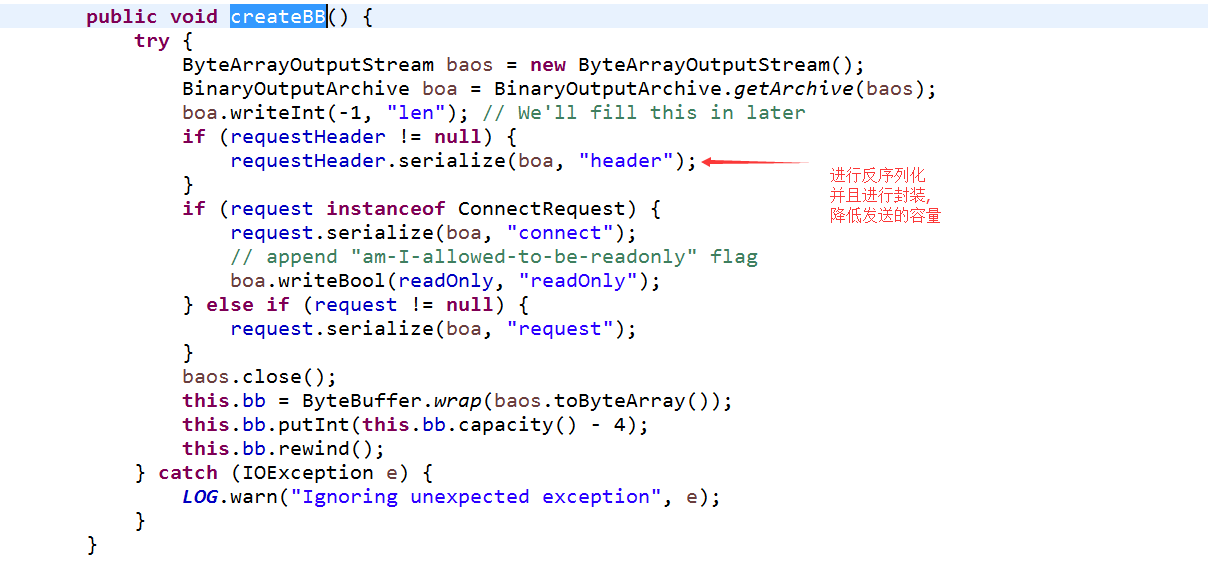 public void createBB() {
try {
ByteArrayOutputStream baos = new ByteArrayOutputStream();
BinaryOutputArchive boa = BinaryOutputArchive.getArchive(baos);
boa.writeInt(-1, "len"); // We'll fill this in later
if (requestHeader != null) {
requestHeader.serialize(boa, "header");
进行反序列化
并且进行封装,
降低发送的容量
}
if (request instanceof ConnectRequest) {
request.serialize(boa, "connect");
// append "am-I-allowed-to-be-readonly" flag
boa.writeBool(readOnly, "readOnly");
} else if (request != null) {
request.serialize(boa, "request");
}
baos.close();
this.bb = ByteBuffer.wrap(baos.toByteArray());
this.bb.putInt(this.bb.capacity() - 4);
this.bb.rewind();
} catch (IOException e) {
LOG.warn("Ignoring unexpected exception", e);
}
}